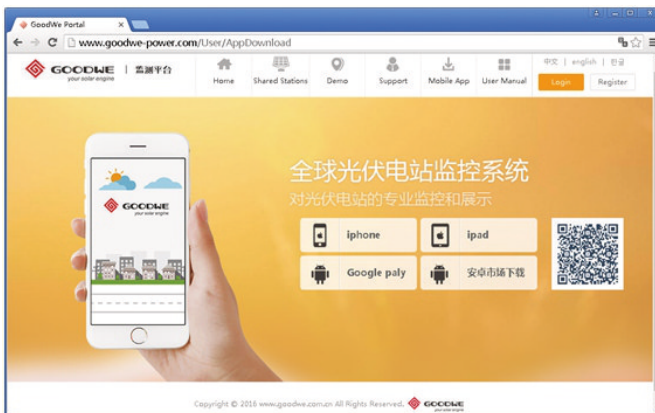 GoodWe Portal
www.goodwe-power.com/User/AppDownload
GOODWE
your solar engine
监测平台
Home
Shared Stations
Demo
Support
Mobile App
User Manual
中文 | english | 한글
Login
Register
全球光伏电站监控系统
对光伏电站的专业监控和展示
GOODWE
your solar engine
iphone
ipad
Google paly
安卓市场下载
Copyright © 2016 www.goodwe.com.cn All Rights Reserved.
GOODWE
your solar engine